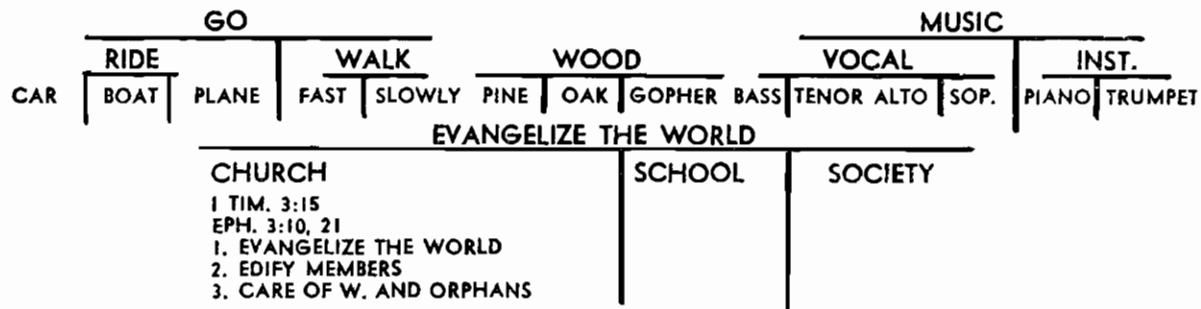 GO MUSIC
RIDE WALK WOOD VOCAL INST.
CAR BOAT PLANE FAST SLOWLY PINE OAK GOPHER BASS TENOR ALTO SOP. PIANO TRUMPET
EVANGELIZE THE WORLD
CHURCH SCHOOL SOCIETY
I TIM. 3:15
EPH. 3:10, 21
1. EVANGELIZE THE WORLD
2. EDIFY MEMBERS
3. CARE OF W. AND ORPHANS